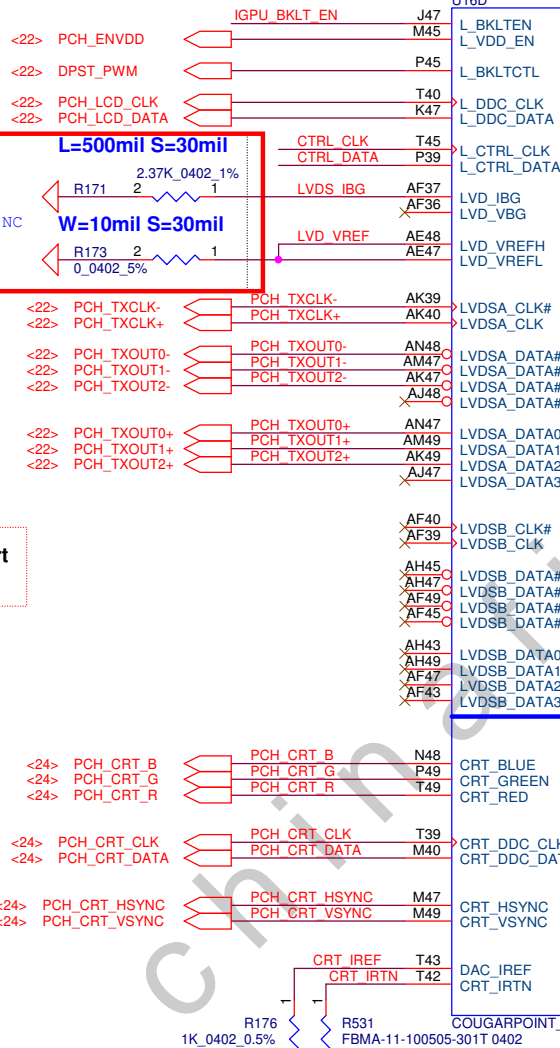 U16D
IGPU_BKLT_EN J47 L_BKLTEN
<22> PCH_ENVDD M45 L_VDD_EN
<22> DPST_PWM P45 L_BKLTCTL
<22> PCH_LCD_CLK T40 L_DDC_CLK
<22> PCH_LCD_DATA K47 L_DDC_DATA
L=500mil S=30mil
CTRL_CLK T45 L_CTRL_CLK
CTRL_DATA P39 L_CTRL_DATA
2.37K_0402_1%
R171 2 1 LVDS_IBG AF37 LVD_IBG
AF36 LVD_VBG
NC W=10mil S=30mil
LVD_VREF AE48 LVD_VREFH
R173 2 1 AE47 LVD_VREFL
0_0402_5%
<22> PCH_TXCLK- PCH_TXCLK- AK39 LVDSA_CLK#
<22> PCH_TXCLK+ PCH_TXCLK+ AK40 LVDSA_CLK
<22> PCH_TXOUT0- PCH_TXOUT0- AN48 LVDSA_DATA#
<22> PCH_TXOUT1- PCH_TXOUT1- AM47 LVDSA_DATA#
<22> PCH_TXOUT2- PCH_TXOUT2- AK47 LVDSA_DATA#
AJ48 LVDSA_DATA#
<22> PCH_TXOUT0+ PCH_TXOUT0+ AN47 LVDSA_DATA0
<22> PCH_TXOUT1+ PCH_TXOUT1+ AM49 LVDSA_DATA1
<22> PCH_TXOUT2+ PCH_TXOUT2+ AK49 LVDSA_DATA2
AJ47 LVDSA_DATA3
AF40 LVDSB_CLK#
AF39 LVDSB_CLK
rt
AH45 LVDSB_DATA#
AH47 LVDSB_DATA#
AF49 LVDSB_DATA#
AF45 LVDSB_DATA#
AH43 LVDSB_DATA0
AH49 LVDSB_DATA1
AF47 LVDSB_DATA2
AF43 LVDSB_DATA3
<24> PCH_CRT_B PCH_CRT_B N48 CRT_BLUE
<24> PCH_CRT_G PCH_CRT_G P49 CRT_GREEN
<24> PCH_CRT_R PCH_CRT_R T49 CRT_RED
<24> PCH_CRT_CLK PCH_CRT_CLK T39 CRT_DDC_CLK
<24> PCH_CRT_DATA PCH_CRT_DATA M40 CRT_DDC_DAT
<24> PCH_CRT_HSYNC PCH_CRT_HSYNC M47 CRT_HSYNC
<24> PCH_CRT_VSYNC PCH_CRT_VSYNC M49 CRT_VSYNC
CRT_IREF T43 DAC_IREF
CRT_IRTN T42 CRT_IRTN
1 1
R176 R531 COUGARPOINT_
1K_0402_0.5% FBMA-11-100505-301T 0402
chinafi